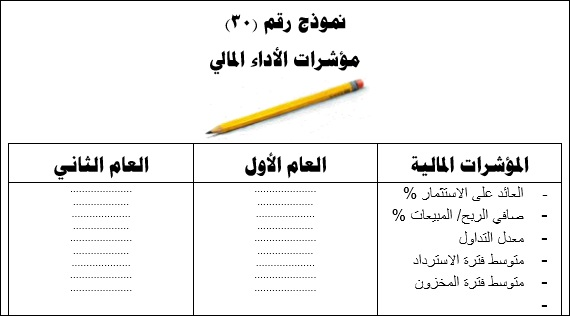 نموذج رقم (٣٠)
مؤشرات الأداء المالي
المؤشرات المالية العام الأول العام الثاني
- العائد على الاستثمار % ..................... .....................
- صافي الربح/ المبيعات % ................... ...................
- معدل التداول ..................... .....................
- متوسط فترة الاسترداد ..................... .....................
- متوسط فترة المخزون ..................... .....................
-